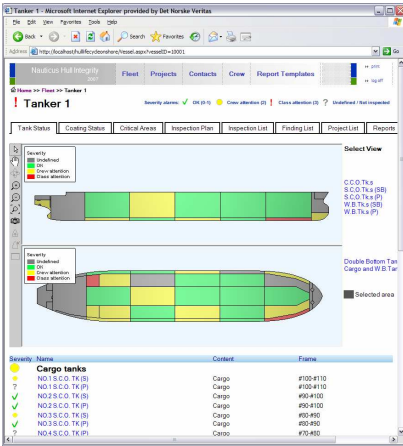 Tanker 1 - Microsoft Internet Explorer provided by Det Norske Veritas
File Edit View Favorites Tools Help
Back Search Favorites
Address http://localhost/hullifecydeonshore/Vessel.aspx?vesselID=10001 Go
Nauticus Hull Integrity
Fleet Projects Contacts Crew Report Templates
print
log off
Home >> Fleet >> Tanker 1
! Tanker 1
Severity alarms: ✓ OK (0-1) Crew attention (2) ! Class attention (3) ? Undefined / Not inspected
Tank Status Coating Status Critical Areas Inspection Plan Inspection List Finding List Project List Reports
Select View
Severity
Undefined
OK
Crew attention
Class attention
C.C.O.Tk.s
S.C.O.Tk.s (SB)
S.C.O.Tk.s (P)
W.B.Tk.s (SB)
W.B.Tk.s (P)
Severity
Undefined
OK
Crew attention
Class attention
Double Bottom Tan
Cargo and W.B.Tar
Selected area
Severity Name Content Frame
Cargo tanks
NO.1 S.C.O. TK (S) Cargo #100-#110
? NO.1 S.C.O. TK (P) Cargo #100-#110
✓ NO.2 S.C.O. TK (S) Cargo #90-#100
✓ NO.2 S.C.O. TK (P) Cargo #90-#100
NO.3 S.C.O. TK (S) Cargo #80-#90
✓ NO.3 S.C.O. TK (P) Cargo #80-#90
? NO.4 S.C.O. TK (P) Cargo #70-#80